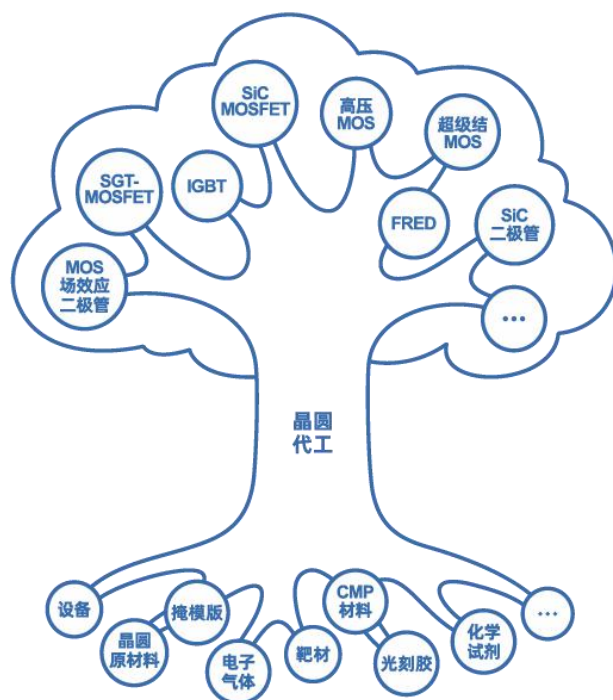 SiC
MOSFET
高压
MOS
超级结
MOS
SGT-
MOSFET
IGBT
FRED
SiC
二极管
MOS
场效应
二极管
...
晶圆
代工
设备
掩模版
晶圆
原材料
电子
气体
靶材
CMP
材料
光刻胶
化学
试剂
...